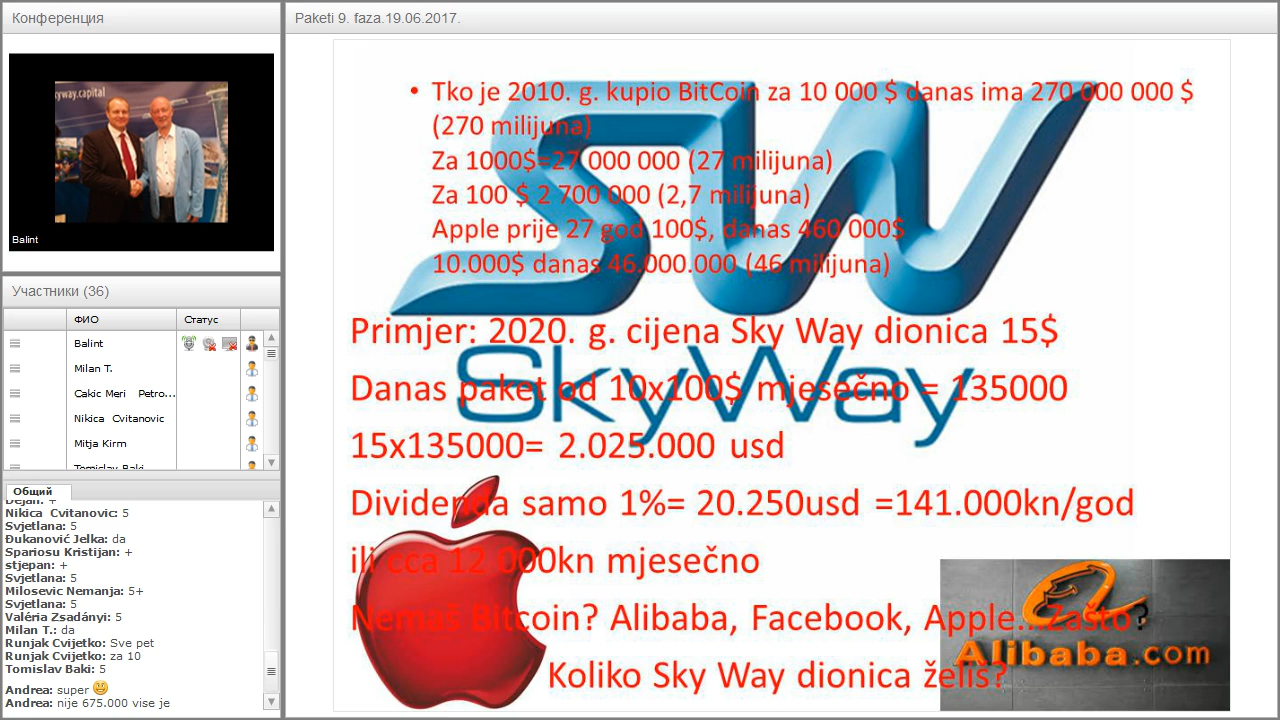 Конференция
Paketi 9. faza.19.06.2017.
skyway.capital
Balint
Участники (36)
ФИО Статус
Balint
Milan T.
Cakic Meri Petro...
Nikica Cvitanovic
Mitja Kirm
Tomislav Baki
Общий
Dejan: +
Nikica Cvitanovic: 5
Svjetlana: 5
Đukanović Jelka: da
Spariosu Kristijan: +
stjepan: +
Svjetlana: 5
Milosevic Nemanja: 5+
Svjetlana: 5
Valéria Zsadányi: 5
Milan T.: da
Runjak Cvijetko: Sve pet
Runjak Cvijetko: za 10
Tomislav Baki: 5
Andrea: super
Andrea: nije 675.000 vise je
SW
SkyWay
• Tko je 2010. g. kupio BitCoin za 10 000 $ danas ima 270 000 000 $
(270 milijuna)
Za 1000$=27 000 000 (27 milijuna)
Za 100 $ 2 700 000 (2,7 milijuna)
Apple prije 27 god 100$, danas 460 000$
10.000$ danas 46.000.000 (46 milijuna)
Primjer: 2020. g. cijena Sky Way dionica 15$
Danas paket od 10x100$ mjesečno = 135000
15x135000= 2.025.000 usd
Dividenda samo 1%= 20.250usd =141.000kn/god
ili cca 12 000kn mjesečno
Nemaš Bitcoin? Alibaba, Facebook, Apple...Zašto?
Koliko Sky Way dionica želiš?
Alibaba.com